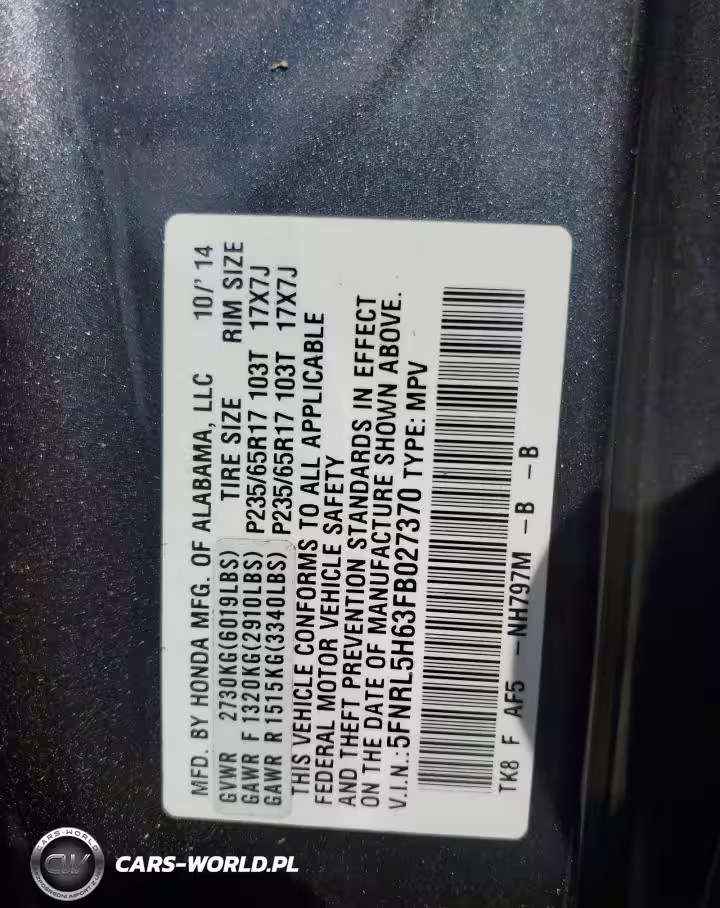 MFD. BY HONDA MFG. OF ALABAMA, LLC 10/'14
GVWR 2730KG(6019LBS) TIRE SIZE RIM SIZE
GAWR F 1320KG(2910LBS) P235/65R17 103T 17X7J
GAWR R 1515KG(3340LBS) P235/65R17 103T 17X7J
THIS VEHICLE CONFORMS TO ALL APPLICABLE
FEDERAL MOTOR VEHICLE SAFETY
AND THEFT PREVENTION STANDARDS IN EFFECT
ON THE DATE OF MANUFACTURE SHOWN ABOVE.
V.I.N.:5FNRL5H63FB027370 TYPE: MPV
TK8 F AF5 -NH797M -B -B
CARS-WORLD
CW
CARS-WORLD.PL